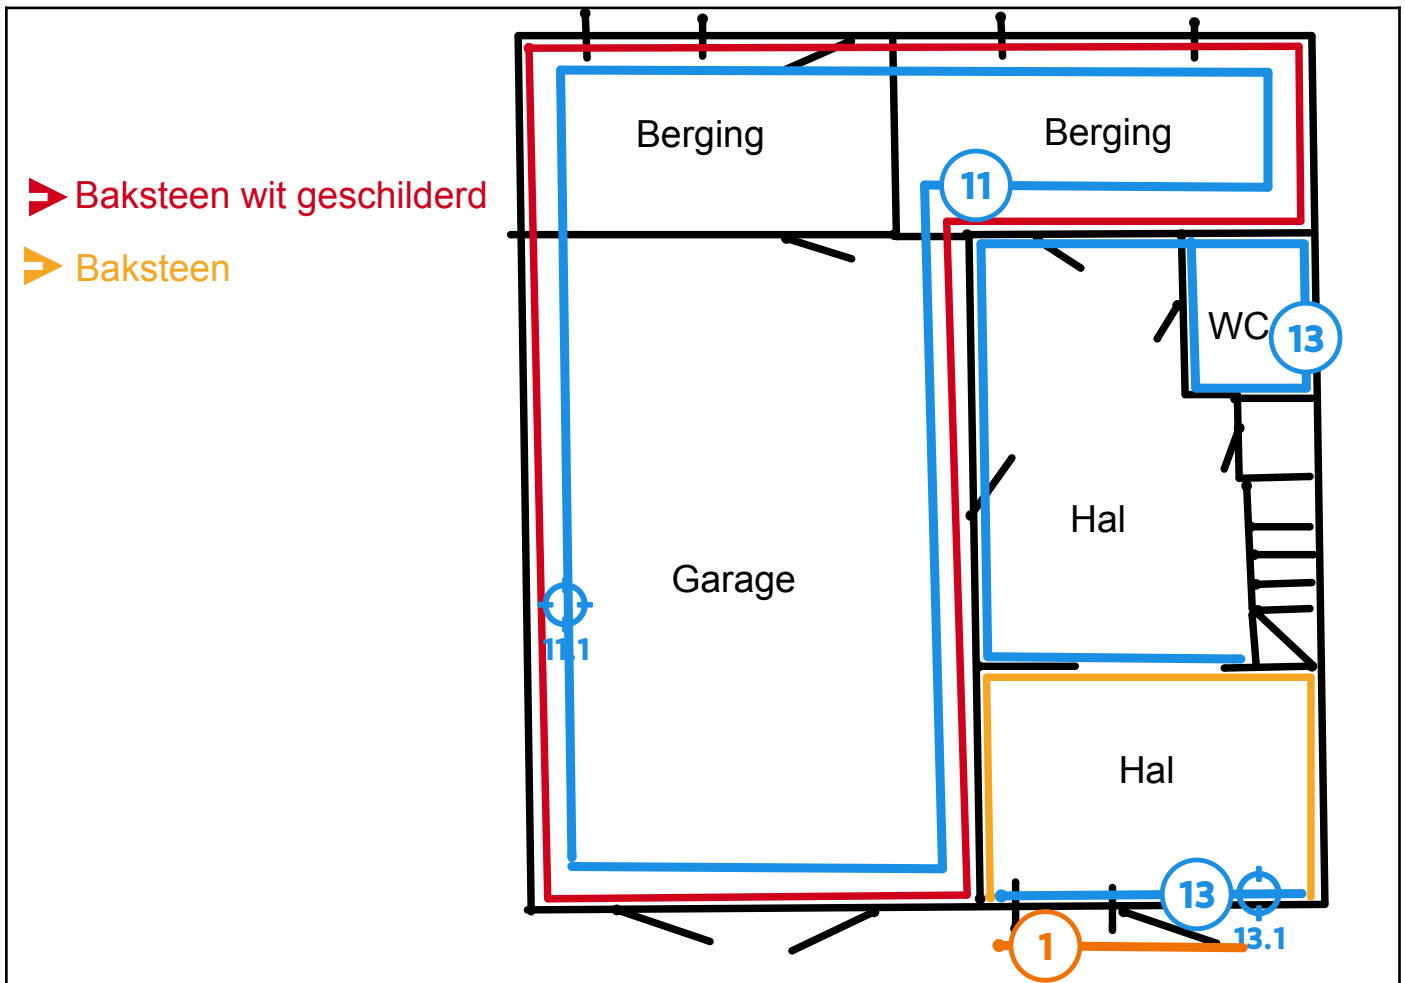 Berging
Berging
Baksteen wit geschilderd
11
Baksteen
WC
13
Hal
Garage
11.1
Hal
13
13.1
1